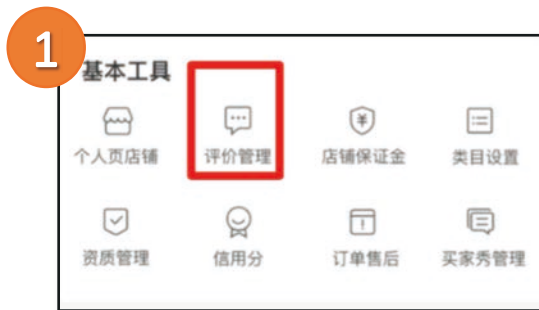 1
基本工具
个人页店铺 评价管理 店铺保证金 类目设置
资质管理 信用分 订单售后 买家秀管理